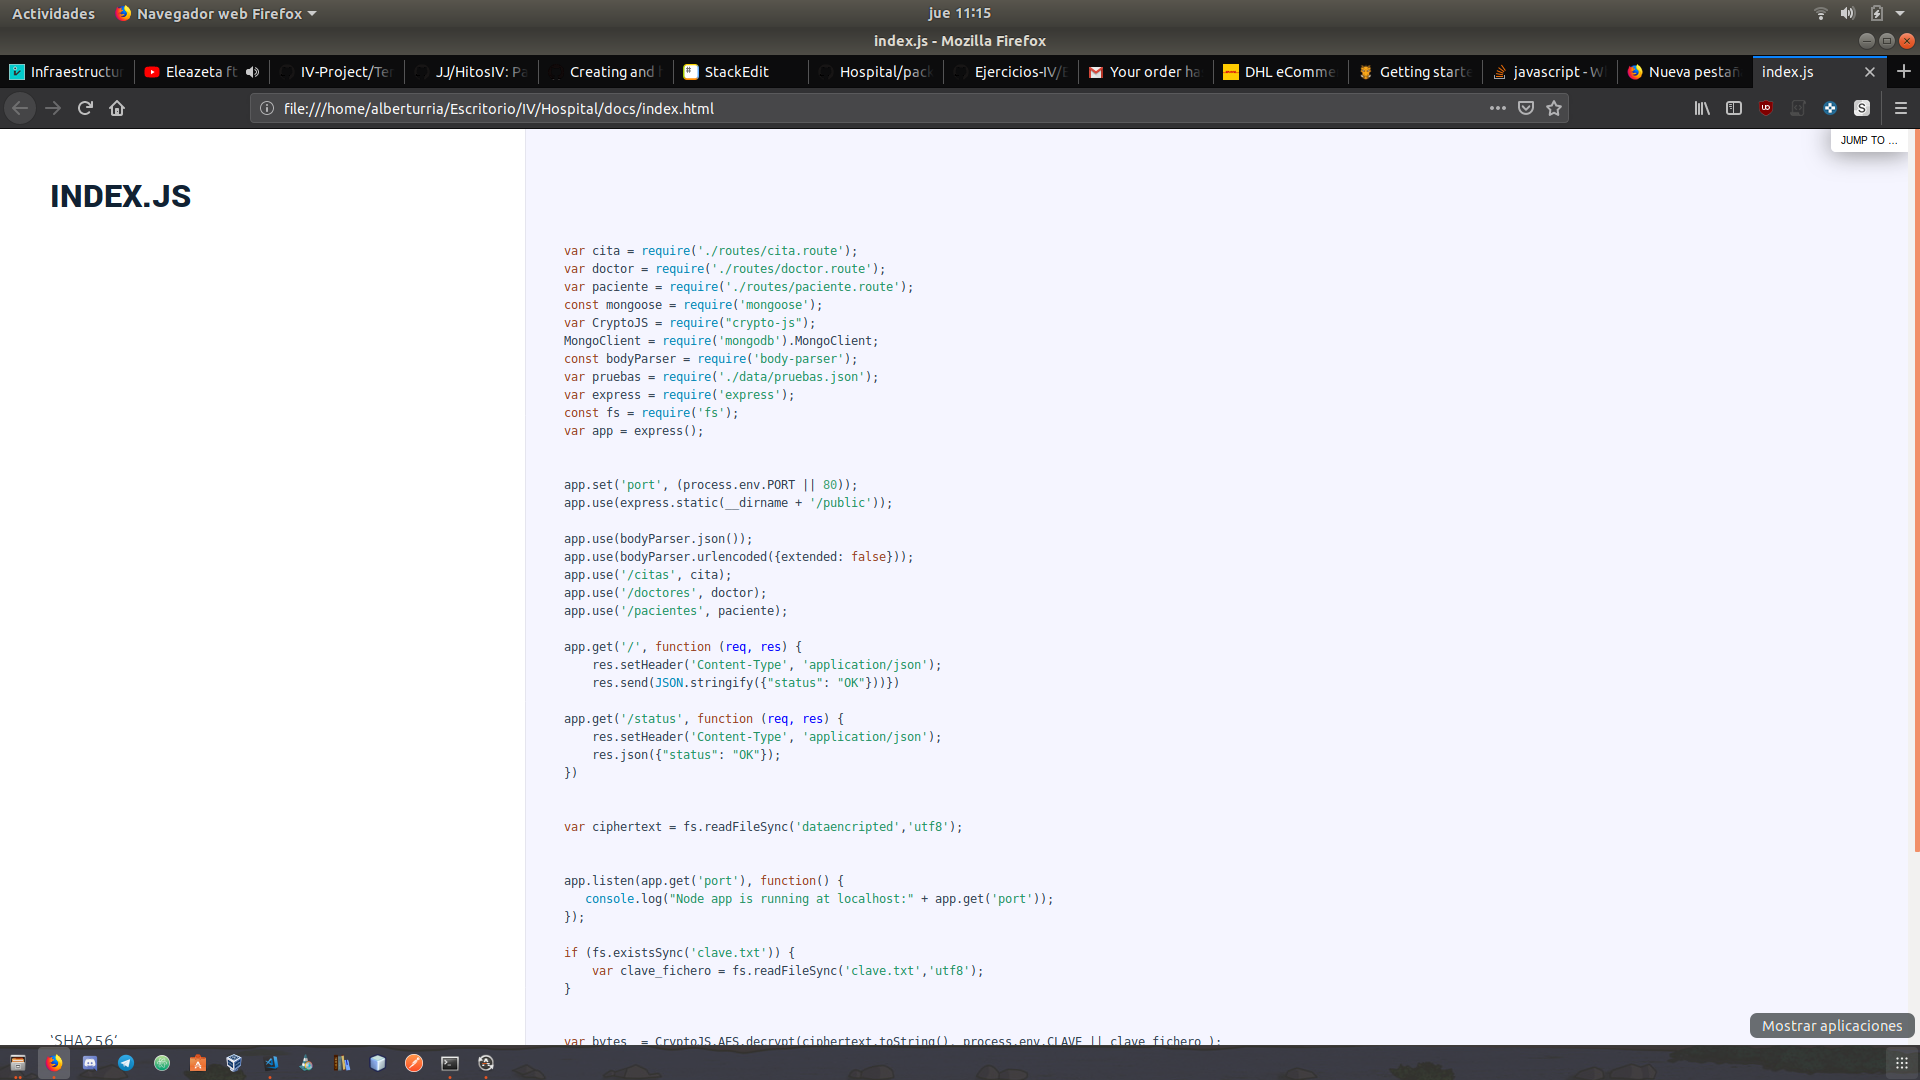 Actividades
Navegador web Firefox
jue 11:15
index.js - Mozilla Firefox
Infraestructur
Eleazeta ft
IV-Project/Ter
JJ/HitosIV: Pa
Creating and h
StackEdit
Hospital/pack
Ejercicios-IV/E
Your order ha
DHL eComme
Getting starte
javascript - W
Nueva pestañ
index.js
file:///home/alberturria/Escritorio/IV/Hospital/docs/index.html
JUMP TO …
INDEX.JS
var cita = require('./routes/cita.route');
var doctor = require('./routes/doctor.route');
var paciente = require('./routes/paciente.route');
const mongoose = require('mongoose');
var CryptoJS = require("crypto-js");
MongoClient = require('mongodb').MongoClient;
const bodyParser = require('body-parser');
var pruebas = require('./data/pruebas.json');
var express = require('express');
const fs = require('fs');
var app = express();
app.set('port', (process.env.PORT || 80));
app.use(express.static(__dirname + '/public'));
app.use(bodyParser.json());
app.use(bodyParser.urlencoded({extended: false}));
app.use('/citas', cita);
app.use('/doctores', doctor);
app.use('/pacientes', paciente);
app.get('/', function (req, res) {
res.setHeader('Content-Type', 'application/json');
res.send(JSON.stringify({"status": "OK"}))})
app.get('/status', function (req, res) {
res.setHeader('Content-Type', 'application/json');
res.json({"status": "OK"});
})
var ciphertext = fs.readFileSync('dataencripted','utf8');
app.listen(app.get('port'), function() {
console.log("Node app is running at localhost:" + app.get('port'));
});
if (fs.existsSync('clave.txt')) {
var clave_fichero = fs.readFileSync('clave.txt','utf8');
}
Mostrar aplicaciones
'SHA256'
var bytes  = CryptoJS.AES.decrypt(ciphertext.toString(), process.env.CLAVE || clave_fichero );